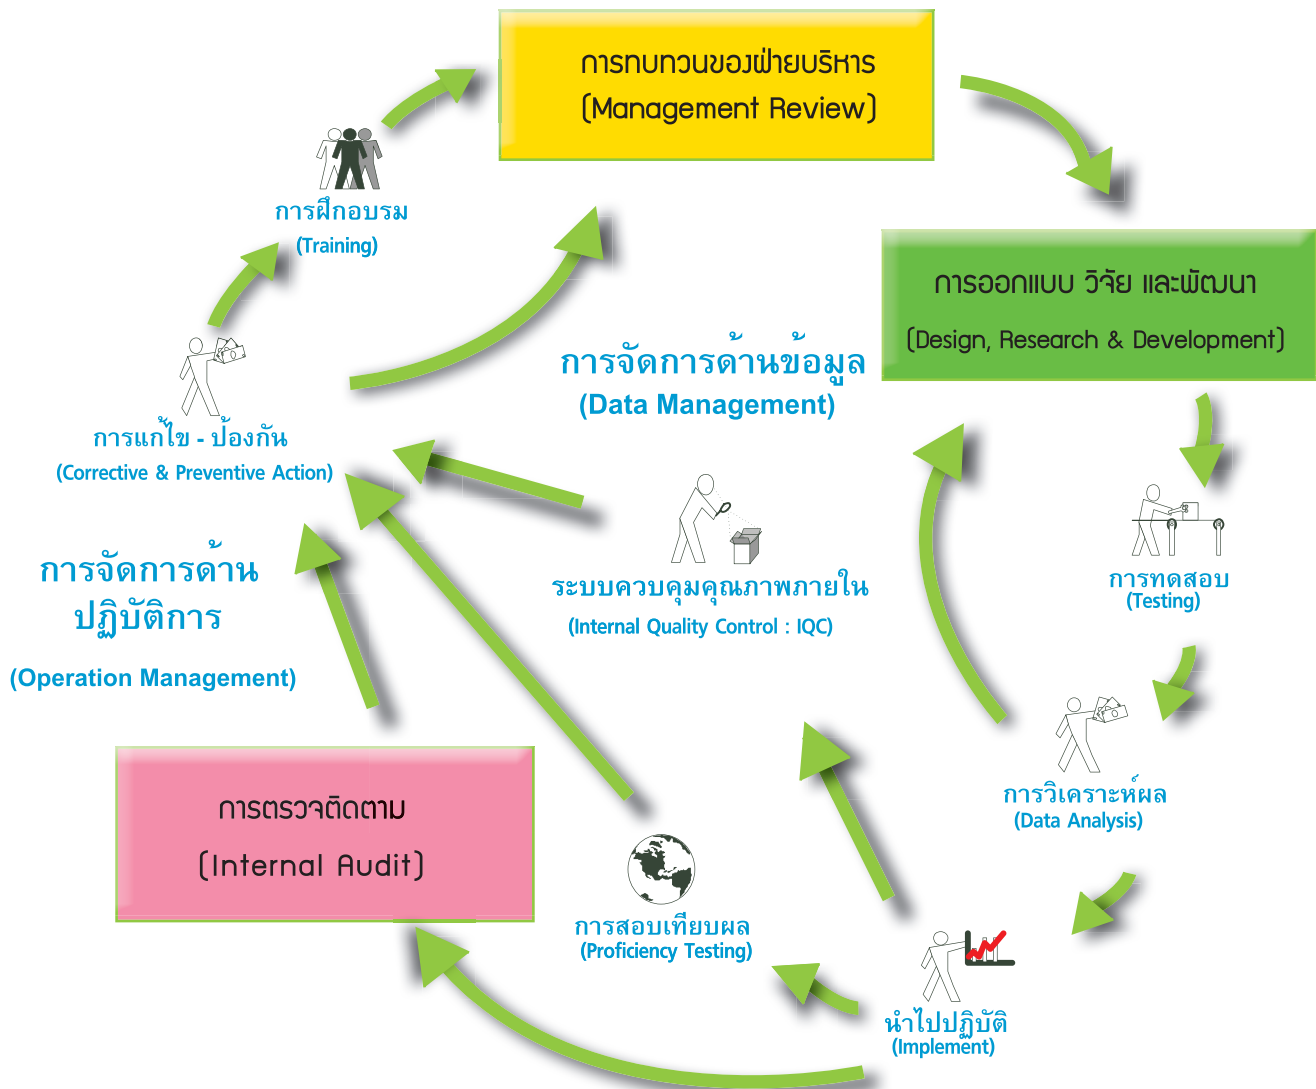 การทบทวนของฝ่ายบริหาร
(Management Review)
การฝึกอบรม
(Training)
การออกแบบ วิจัย และพัฒนา
(Design, Research & Development)
การจัดการด้านข้อมูล
(Data Management)
การแก้ไข - ป้องกัน
(Corrective & Preventive Action)
การจัดการด้าน
ปฏิบัติการ
(Operation Management)
ระบบควบคุมคุณภาพภายใน
(Internal Quality Control : IQC)
การทดสอบ
(Testing)
การวิเคราะห์ผล
(Data Analysis)
การตรวจติดตาม
(Internal Audit)
การสอบเทียบผล
(Proficiency Testing)
นำไปปฏิบัติ
(Implement)